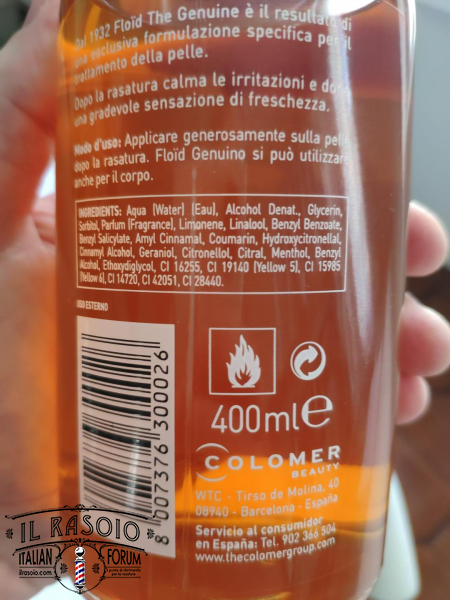 Dal 1932 Floïd The Genuine è il risultato di
una esclusiva formulazione specifica per il
trattamento della pelle.
Dopo la rasatura calma le irritazioni e
una gradevole sensazione di freschezza.
Modo d'uso: Applicare generosamente sulla pelle
dopo la rasatura. Floïd Genuino si può utilizzare
anche per il corpo.
INGREDIENTS: Aqua (Water) (Eau), Alcohol Denat., Glycerin,
Sorbitol, Parfum (Fragrance), Limonene, Linalool, Benzyl Benzoate,
Benzyl Salicylate, Amyl Cinnamal, Coumarin, Hydroxycitronellal,
Cinnamyl Alcohol, Geraniol, Citronellol, Citral, Menthol, Benzyl
Alcohol, Ethoxydiglycol, CI 16255, CI 19140 (Yellow 5), CI 15985
(Yellow 6), CI 14720, CI 42051, CI 28440.
USO ESTERNO
8 007376 300026
400ml e
COLOMER
BEAUTY
WTC - Tirso de Molina, 40
08940 - Barcelona - España
Servicio al consumidor
en España: Tel. 902 366 504
www.thecolomergroup.com
IL RASOIO
ITALIAN FORUM
ilrasoio.com